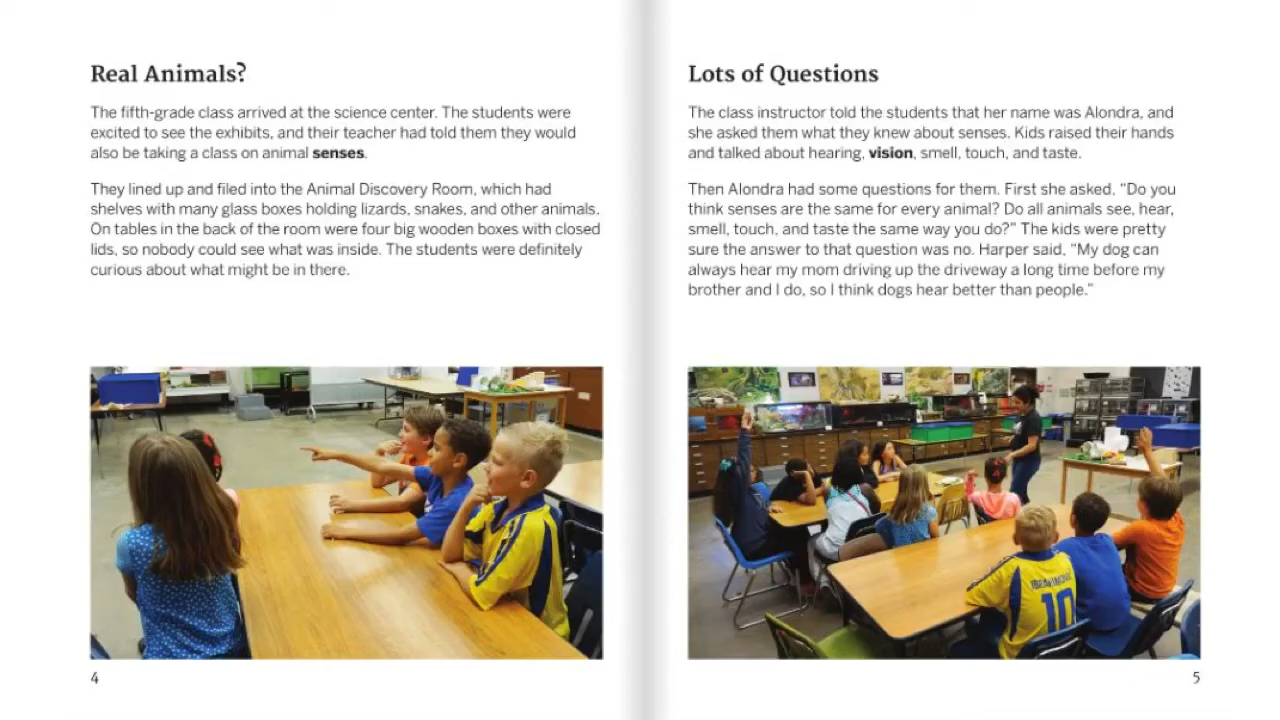 Real Animals?
The fifth-grade class arrived at the science center. The students were
excited to see the exhibits, and their teacher had told them they would
also be taking a class on animal senses.
They lined up and filed into the Animal Discovery Room, which had
shelves with many glass boxes holding lizards, snakes, and other animals.
On tables in the back of the room were four big wooden boxes with closed
lids, so nobody could see what was inside. The students were definitely
curious about what might be in there.
4
Lots of Questions
The class instructor told the students that her name was Alondra, and
she asked them what they knew about senses. Kids raised their hands
and talked about hearing, vision, smell, touch, and taste.
Then Alondra had some questions for them. First she asked, “Do you
think senses are the same for every animal? Do all animals see, hear,
smell, touch, and taste the same way you do?” The kids were pretty
sure the answer to that question was no. Harper said, “My dog can
always hear my mom driving up the driveway a long time before my
brother and I do, so I think dogs hear better than people.”
IBRAHIMOVIC
10
5